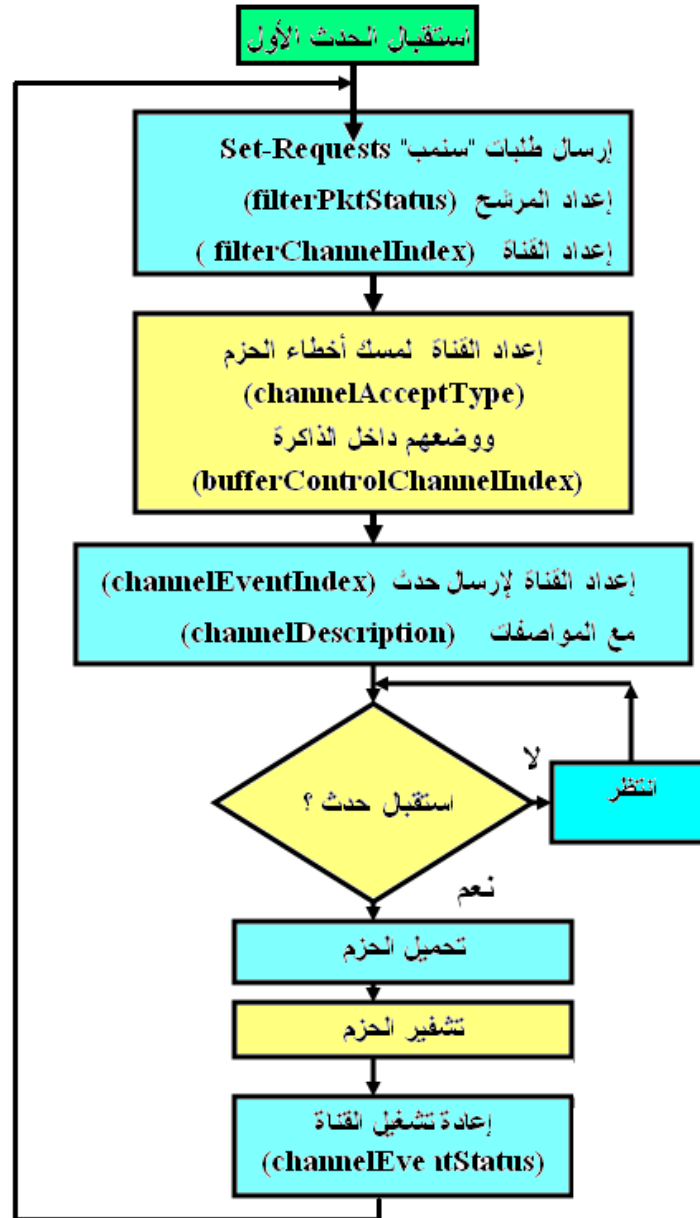 استقبال الحدث الأول
إرسال طلبات "سنمب" Set-Requests
إعداد المرشح (filterPktStatus)
إعداد القناة (filterChannelIndex )
إعداد القناة لمسك أخطاء الحزم
(channelAcceptType)
ووضعهم داخل الذاكرة
(bufferControlChannelIndex)
إعداد القناة لإرسال حدث (channelEventIndex)
مع المواصفات (channelDescription)
استقبال حدث ؟
لا
انتظر
نعم
تحميل الحزم
تشفير الحزم
إعادة تشغيل القناة
(channelEve ntStatus)